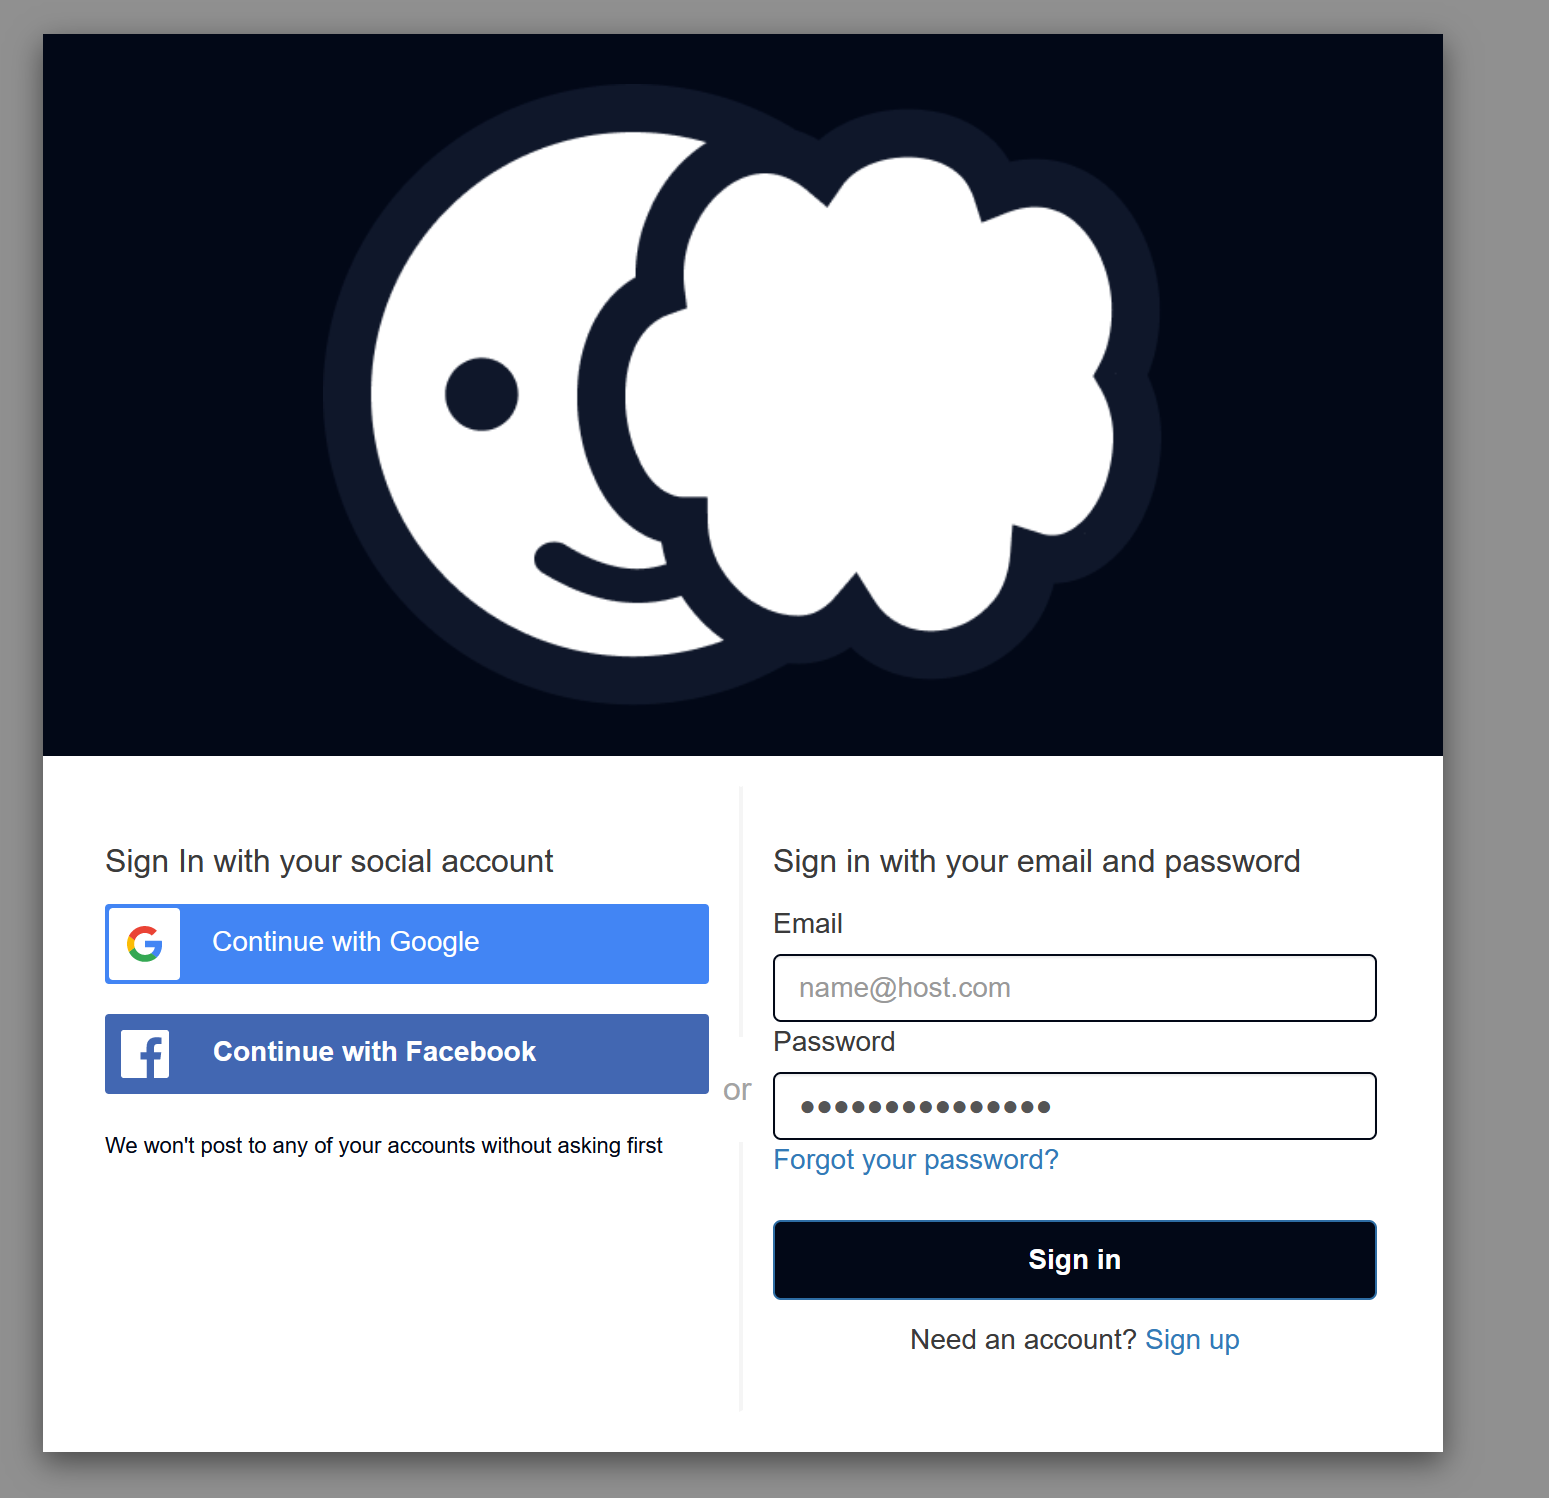 Sign In with your social account
Continue with Google
Continue with Facebook
We won't post to any of your accounts without asking first
or
Sign in with your email and password
Email
name@host.com
Password
●●●●●●●●●●●●●●●
Forgot your password?
Sign in
Need an account? Sign up